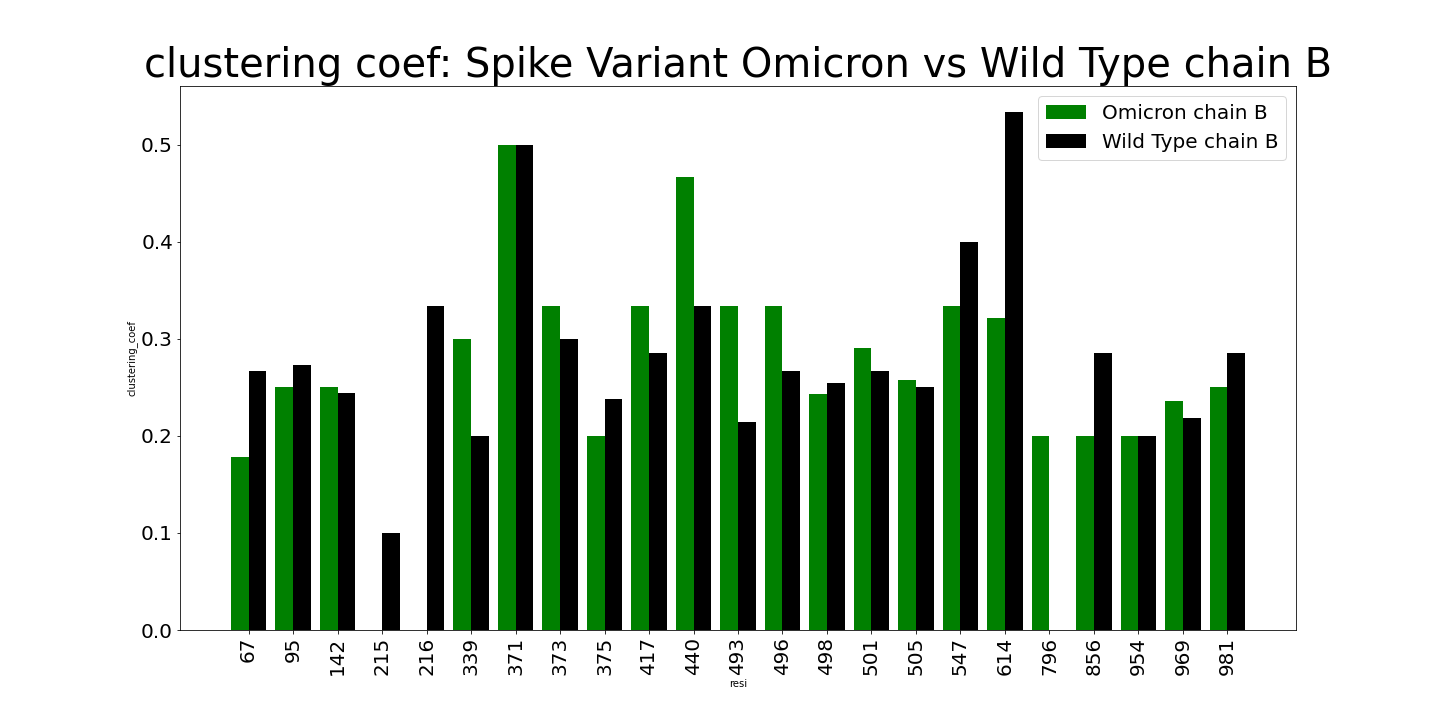 clustering coef: Spike Variant Omicron vs Wild Type chain B
Omicron chain B
Wild Type chain B
0.5
0.4
0.3
0.2
0.1
0.0
clustering_coef
67 95 142 215 216 339 371 373 375 417 440 493 496 498 501 505 547 614 796 856 954 969 981
resi